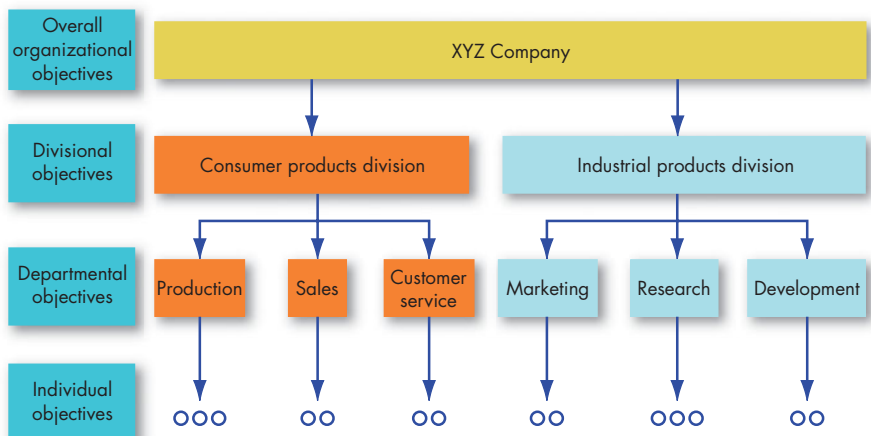 Overall
organizational
objectives
XYZ Company
Divisional
objectives
Consumer products division
Industrial products division
Departmental
objectives
Production
Sales
Customer
service
Marketing
Research
Development
Individual
objectives